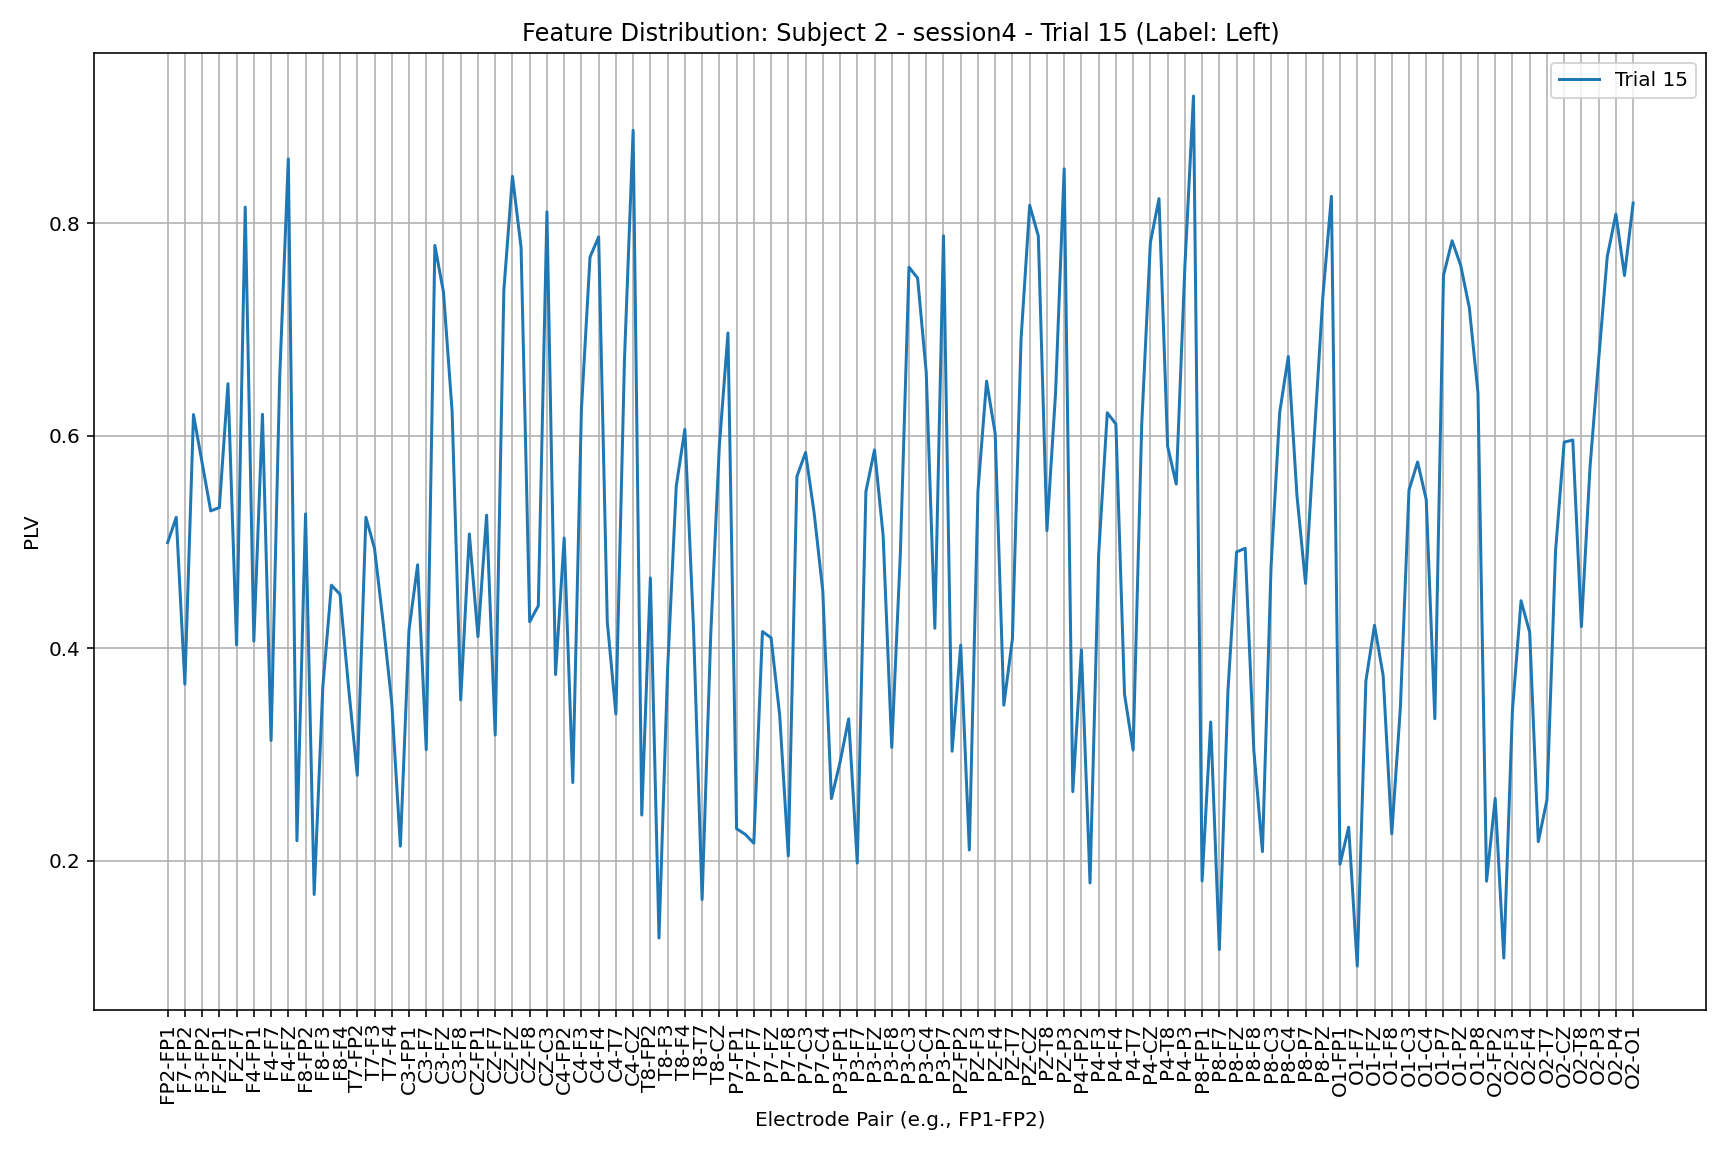 Feature Distribution: Subject 2 - session4 - Trial 15 (Label: Left)
Trial 15
PLV
0.8
0.6
0.4
0.2
FP2-FP1
F7-FP2
F3-FP2
FZ-FP1
FZ-F7
F4-FP1
F4-F7
F4-FZ
F8-FP2
F8-F3
F8-F4
T7-FP2
T7-F3
T7-F4
C3-FP1
C3-F7
C3-FZ
C3-F8
CZ-FP1
CZ-F7
CZ-FZ
CZ-F8
CZ-C3
C4-FP2
C4-F3
C4-F4
C4-T7
C4-CZ
T8-FP2
T8-F3
T8-F4
T8-T7
T8-CZ
P7-FP1
P7-F7
P7-FZ
P7-F8
P7-C3
P7-C4
P3-FP1
P3-F7
P3-FZ
P3-F8
P3-C3
P3-C4
P3-P7
PZ-FP2
PZ-F3
PZ-F4
PZ-T7
PZ-CZ
PZ-T8
PZ-P3
P4-FP2
P4-F3
P4-F4
P4-T7
P4-CZ
P4-T8
P4-P3
P8-FP1
P8-F7
P8-FZ
P8-F8
P8-C3
P8-C4
P8-P7
P8-PZ
O1-FP1
O1-F7
O1-FZ
O1-F8
O1-C3
O1-C4
O1-P7
O1-PZ
O1-P8
O2-FP2
O2-F3
O2-F4
O2-T7
O2-CZ
O2-T8
O2-P3
O2-P4
O2-O1
Electrode Pair (e.g., FP1-FP2)